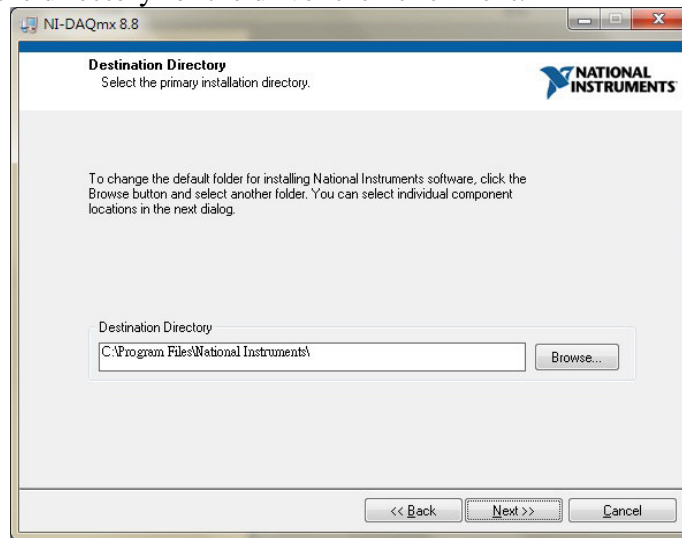 NI-DAQmx 8.8
Destination Directory
Select the primary installation directory.
NATIONAL
INSTRUMENTS
To change the default folder for installing National Instruments software, click the
Browse button and select another folder. You can select individual component
locations in the next dialog.
Destination Directory
C:\Program Files\National Instruments\
Browse...
<< Back
Next >>
Cancel